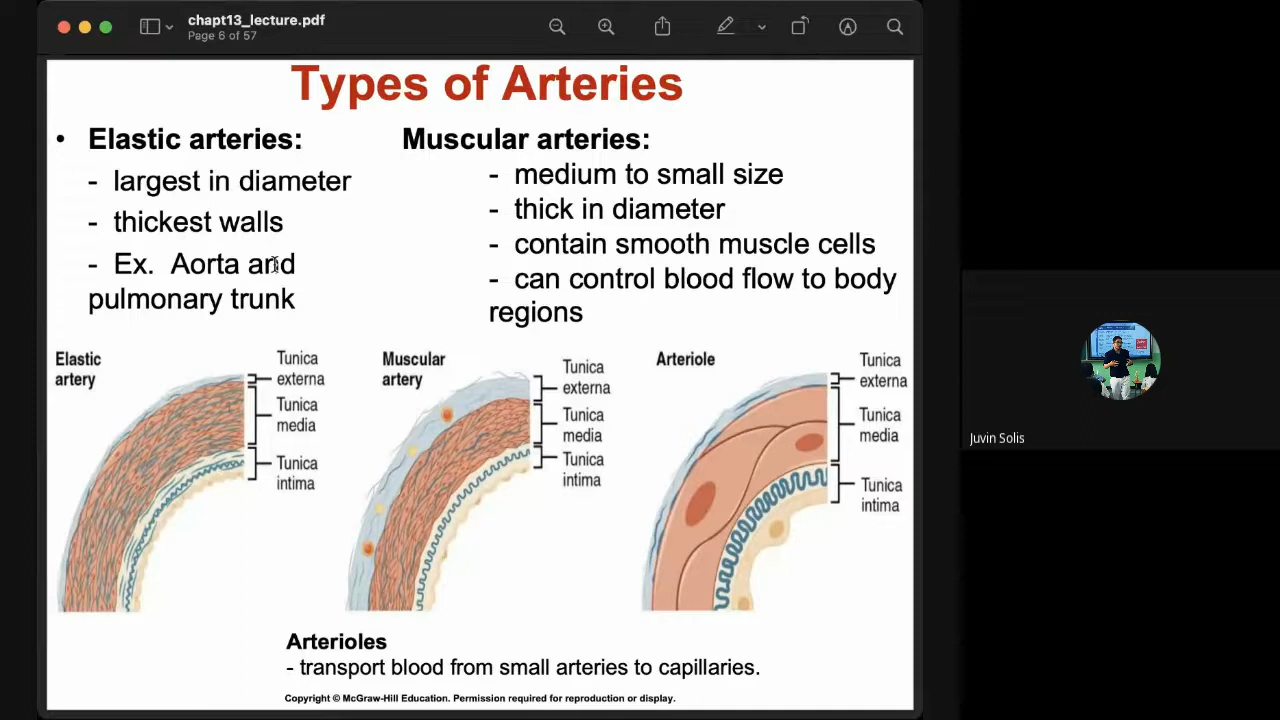 chapt13_lecture.pdf
Page 6 of 57
Types of Arteries
• Elastic arteries:
- largest in diameter
- thickest walls
- Ex. Aorta and
pulmonary trunk
Muscular arteries:
- medium to small size
- thick in diameter
- contain smooth muscle cells
- can control blood flow to body
regions
Elastic
artery
Tunica
externa
Tunica
media
Tunica
intima
Muscular
artery
Tunica
externa
Tunica
media
Tunica
intima
Arteriole
Tunica
externa
Tunica
media
Tunica
intima
Arterioles
- transport blood from small arteries to capillaries.
Copyright © McGraw-Hill Education. Permission required for reproduction or display.
Juvin Solis